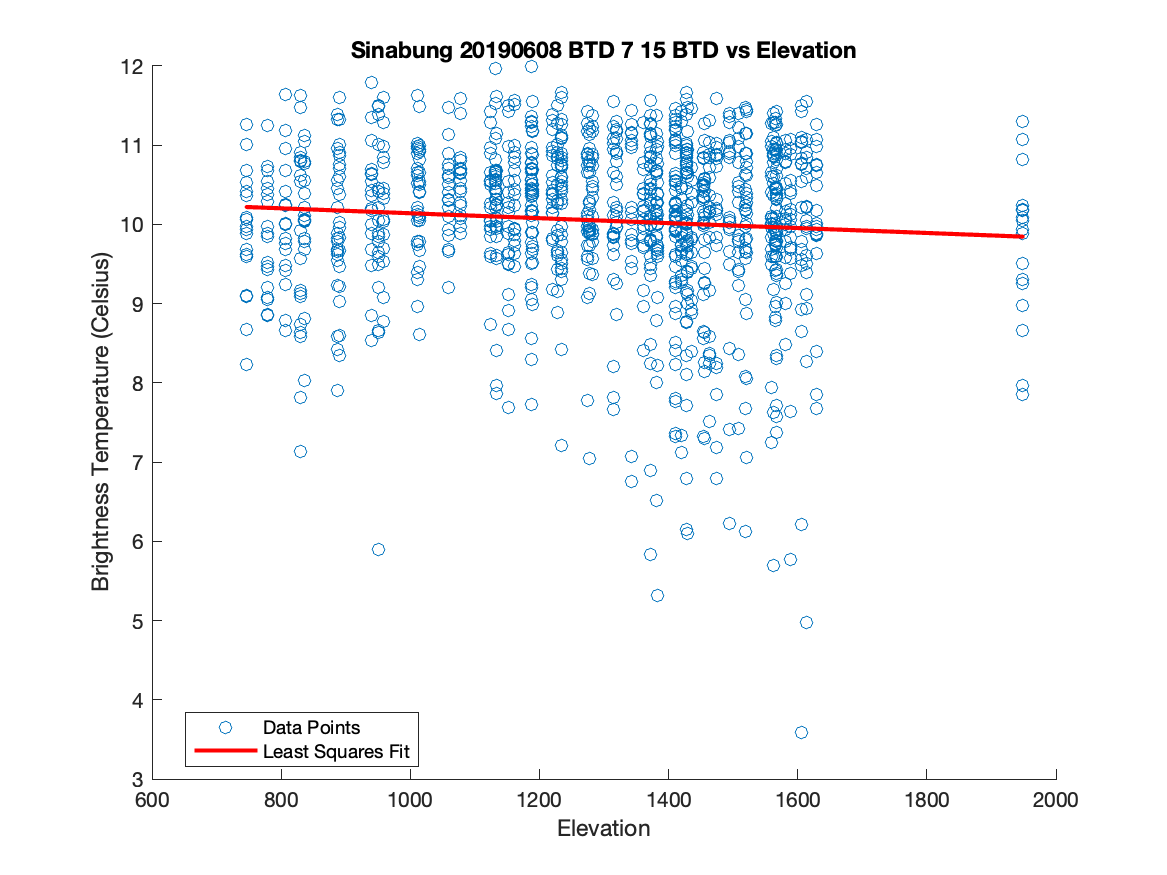 Sinabung 20190608 BTD 7 15 BTD vs Elevation
12
11
10
9
8
7
6
5
4
3
Brightness Temperature (Celsius)
Data Points
Least Squares Fit
600 800 1000 1200 1400 1600 1800 2000
Elevation